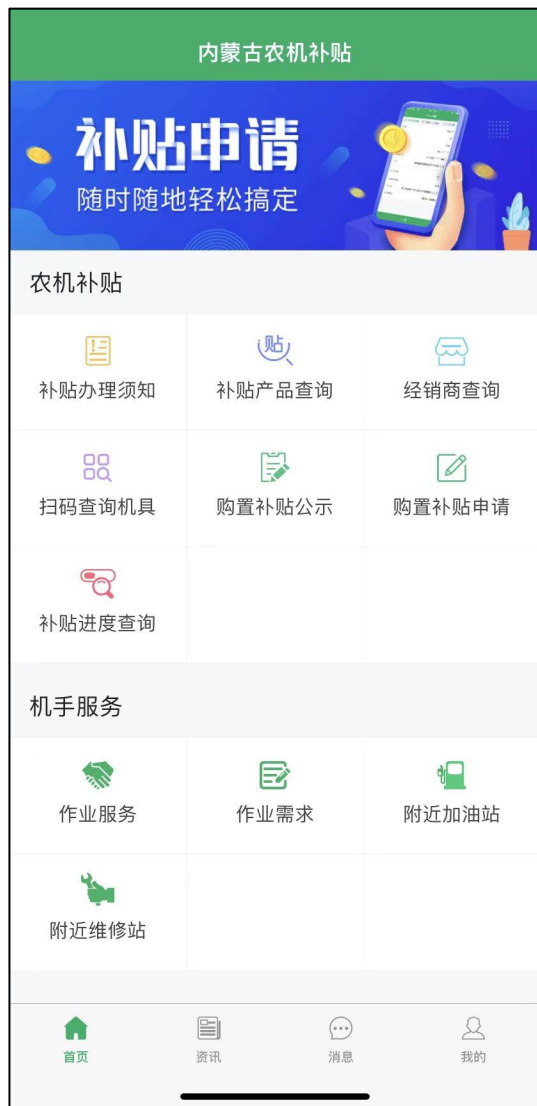 内蒙古农机补贴
补贴申请
随时随地轻松搞定
农机补贴
补贴办理须知
补贴产品查询
经销商查询
扫码查询机具
购置补贴公示
购置补贴申请
补贴进度查询
机手服务
作业服务
作业需求
附近加油站
附近维修站
首页
资讯
消息
我的